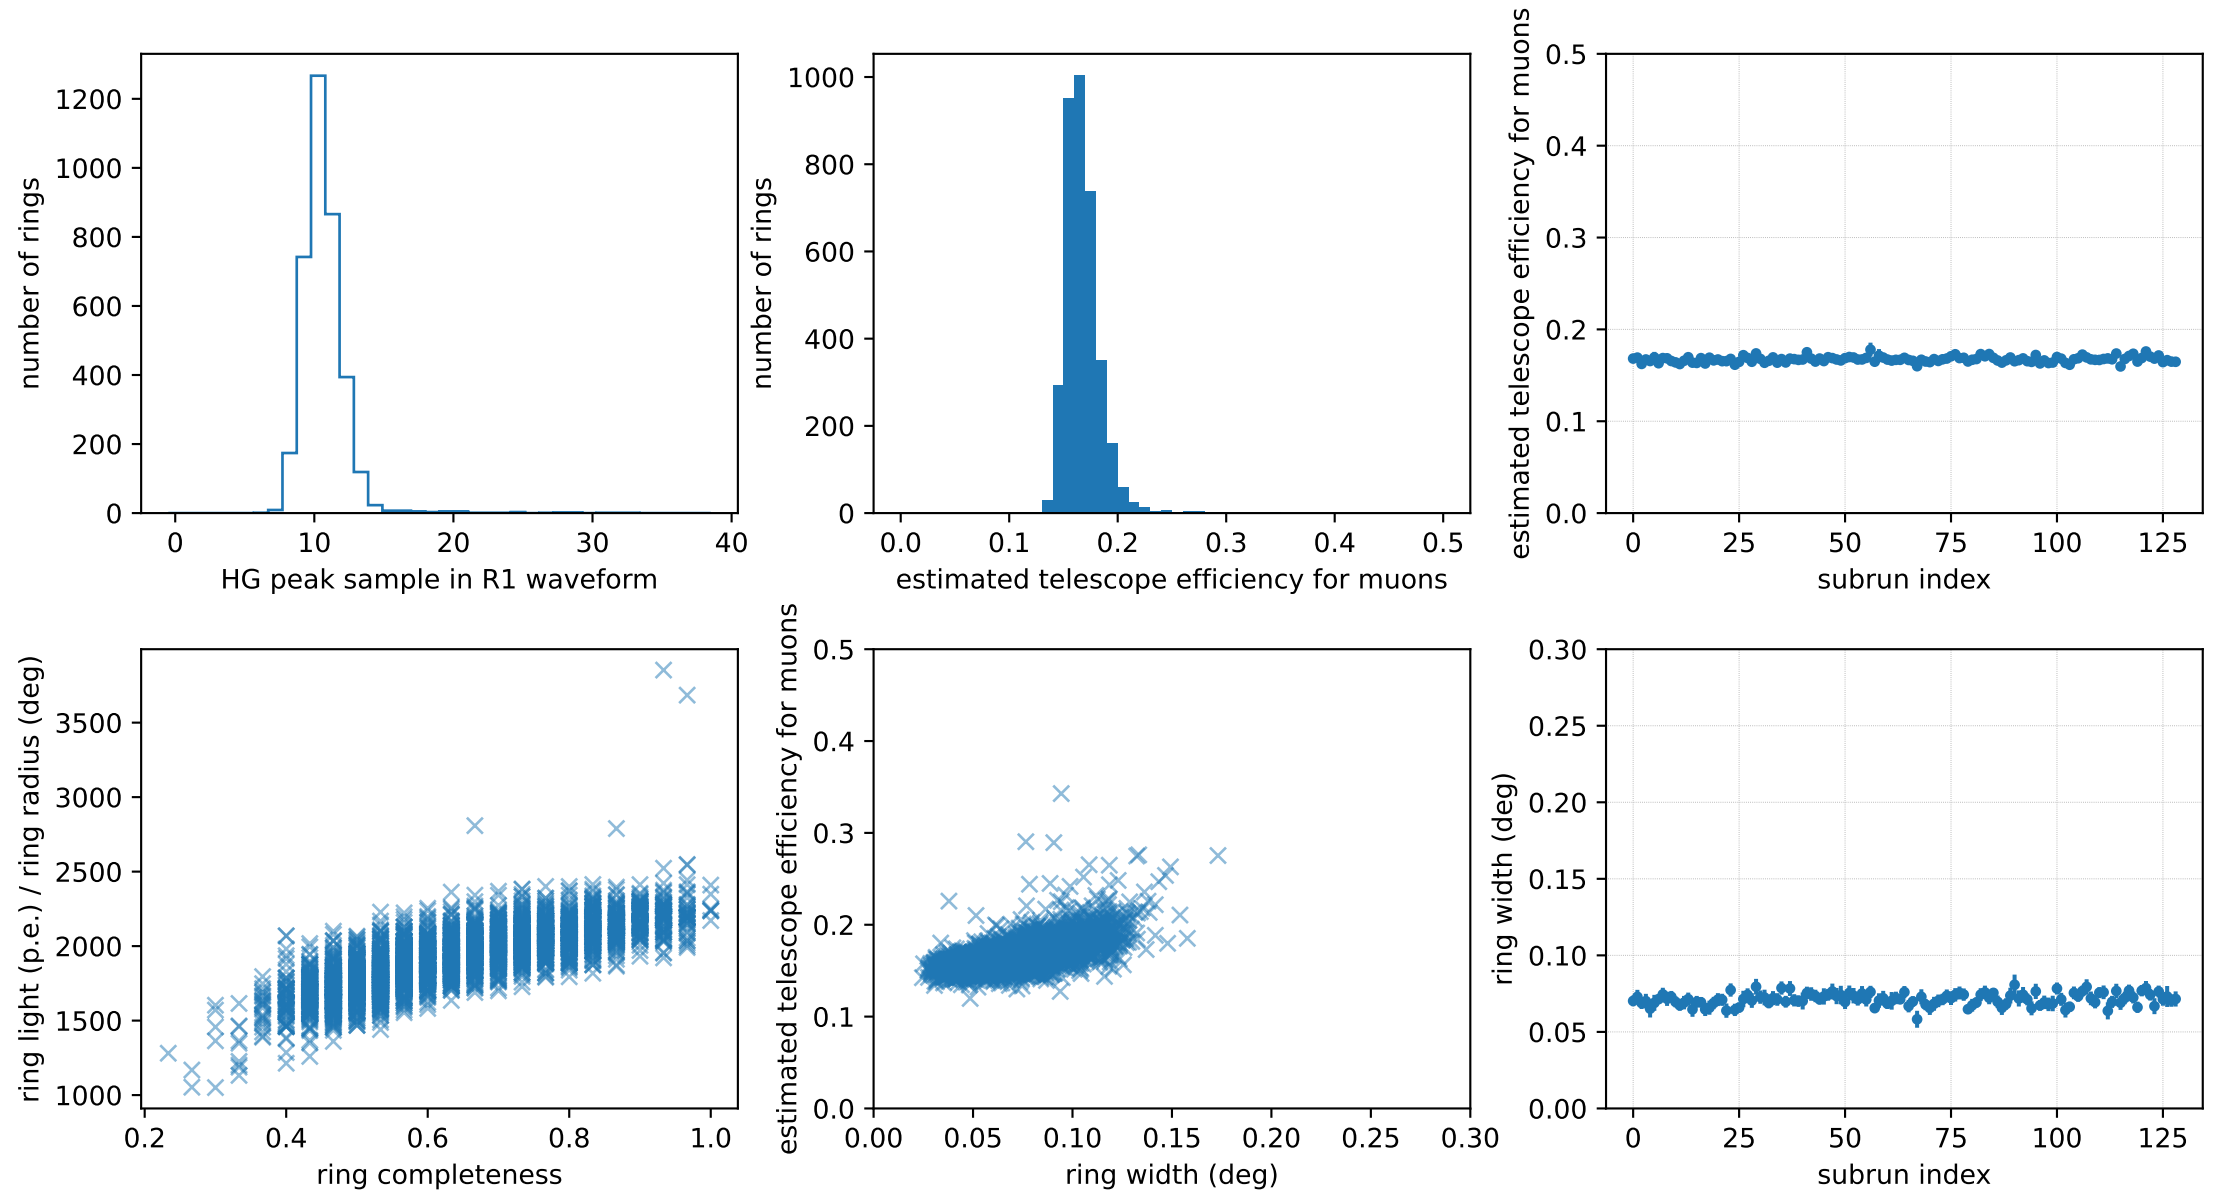 number of rings
1200
1000
800
600
400
200
0
0 10 20 30 40
HG peak sample in R1 waveform
number of rings
1000
800
600
400
200
0
0.0 0.1 0.2 0.3 0.4 0.5
estimated telescope efficiency for muons
estimated telescope efficiency for muons
0.5
0.4
0.3
0.2
0.1
0.0
0 25 50 75 100 125
subrun index
ring light (p.e.) / ring radius (deg)
3500
3000
2500
2000
1500
1000
0.2 0.4 0.6 0.8 1.0
ring completeness
estimated telescope efficiency for muons
0.5
0.4
0.3
0.2
0.1
0.0
0.00 0.05 0.10 0.15 0.20 0.25 0.30
ring width (deg)
ring width (deg)
0.30
0.25
0.20
0.15
0.10
0.05
0.00
0 25 50 75 100 125
subrun index